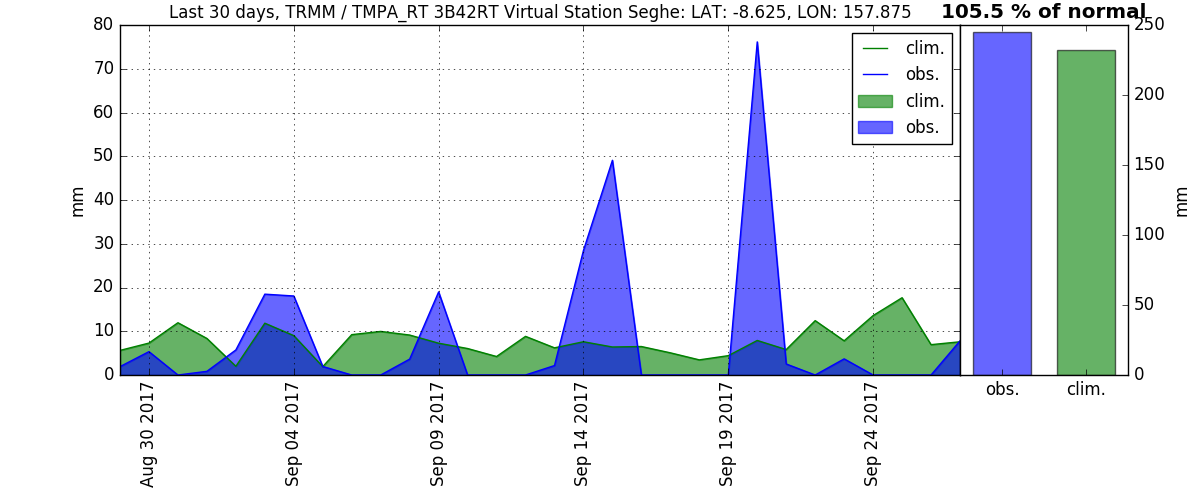 Last 30 days, TRMM / TMPA_RT 3B42RT Virtual Station Seghe: LAT: -8.625, LON: 157.875
105.5 % of normal
80
70
60
50
40
30
20
10
0
mm
clim.
obs.
clim.
obs.
Aug 30 2017
Sep 04 2017
Sep 09 2017
Sep 14 2017
Sep 19 2017
Sep 24 2017
250
200
150
100
50
0
mm
obs.
clim.